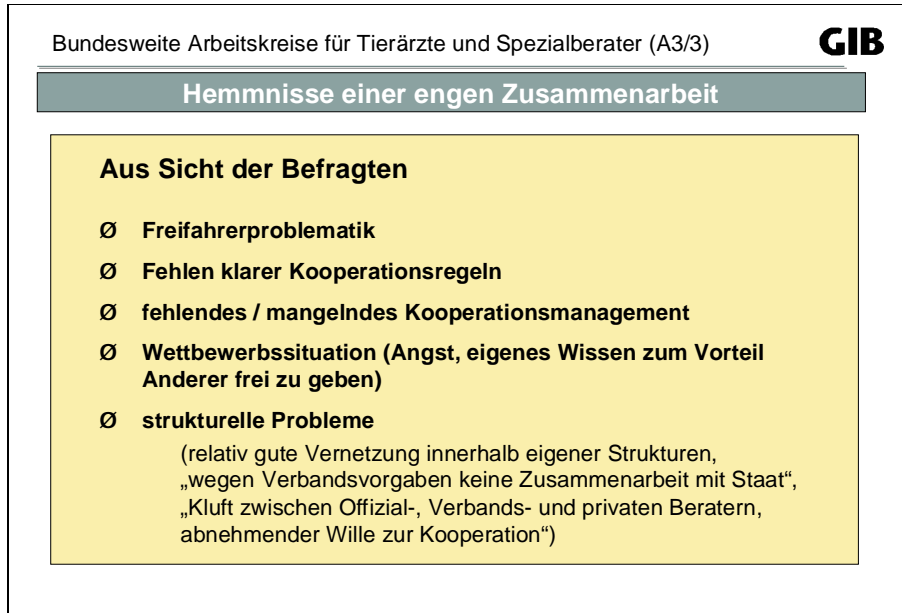 Bundesweite Arbeitskreise für Tierärzte und Spezialberater (A3/3)
GIB
Hemmnisse einer engen Zusammenarbeit
Aus Sicht der Befragten
Ø Freifahrerproblematik
Ø Fehlen klarer Kooperationsregeln
Ø fehlendes / mangelndes Kooperationsmanagement
Ø Wettbewerbssituation (Angst, eigenes Wissen zum Vorteil
Anderer frei zu geben)
Ø strukturelle Probleme
(relativ gute Vernetzung innerhalb eigener Strukturen,
„wegen Verbandsvorgaben keine Zusammenarbeit mit Staat“,
„Kluft zwischen Offizial-, Verbands- und privaten Beratern,
abnehmender Wille zur Kooperation“)